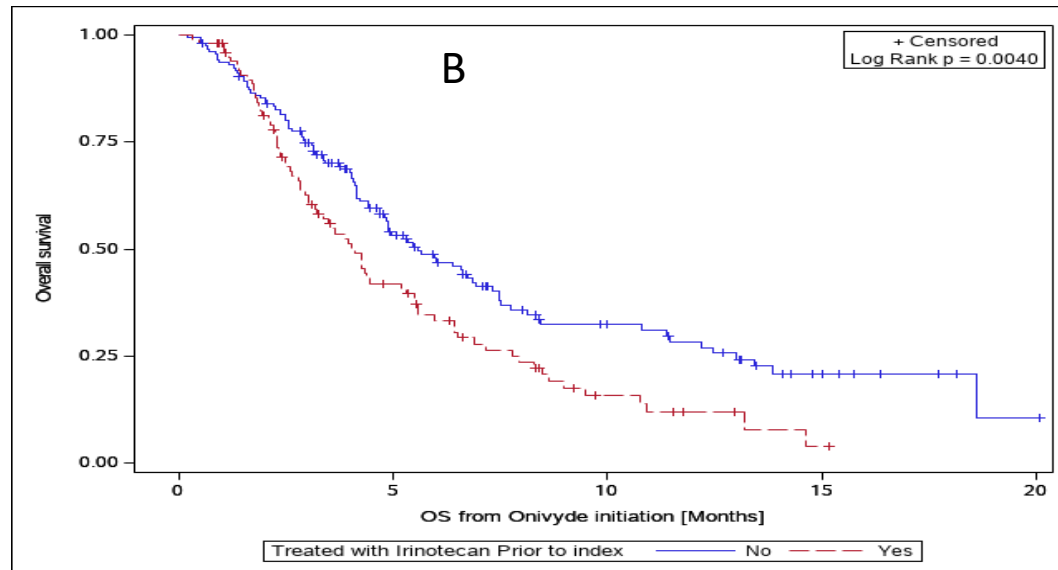 B
+ Censored
Log Rank p = 0.0040
1.00
0.75
0.50
0.25
0.00
Overall survival
0 5 10 15 20
OS from Onivyde initiation [Months]
Treated with Irinotecan Prior to index No Yes